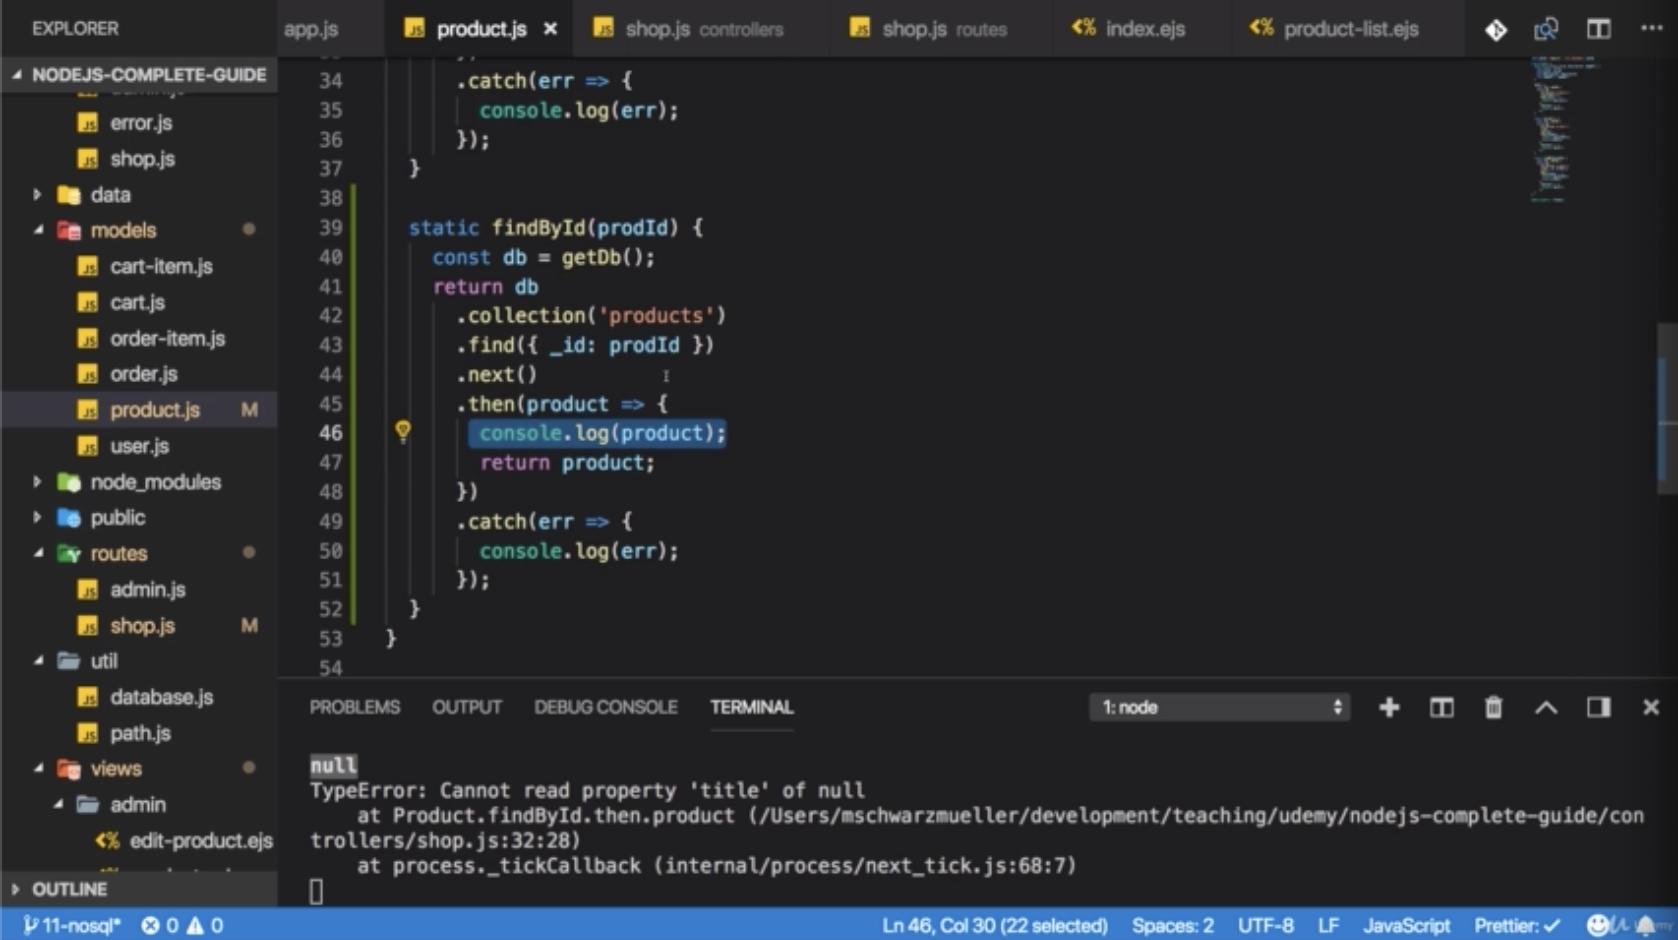 EXPLORER
app.js
product.js
shop.js controllers
shop.js routes
index.ejs
product-list.ejs
NODEJS-COMPLETE-GUIDE
error.js
shop.js
data
models
cart-item.js
cart.js
order-item.js
order.js
product.js M
user.js
node_modules
public
routes
admin.js
shop.js M
util
database.js
path.js
views
admin
edit-product.ejs
OUTLINE
34 .catch(err => {
35 console.log(err);
36 });
37 }
38
39 static findById(prodId) {
40 const db = getDb();
41 return db
42 .collection('products')
43 .find({ _id: prodId })
44 .next()
45 .then(product => {
46 console.log(product);
47 return product;
48 })
49 .catch(err => {
50 console.log(err);
51 });
52 }
53 }
54
PROBLEMS OUTPUT DEBUG CONSOLE TERMINAL 1: node
null
TypeError: Cannot read property 'title' of null
at Product.findById.then.product (/Users/mschwarzmueller/development/teaching/udemy/nodejs-complete-guide/con
trollers/shop.js:32:28)
at process._tickCallback (internal/process/next_tick.js:68:7)
11-nosql* 0 0 Ln 46, Col 30 (22 selected) Spaces: 2 UTF-8 LF JavaScript Prettier: ✓